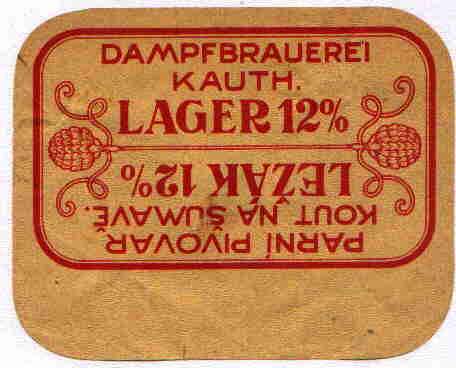 DAMPFBRAUEREI
KAUTH.
LAGER 12%
PARNÍ PIVOVAR
KOUT NA ŠUMAVĚ.
LEŽÁK 12%